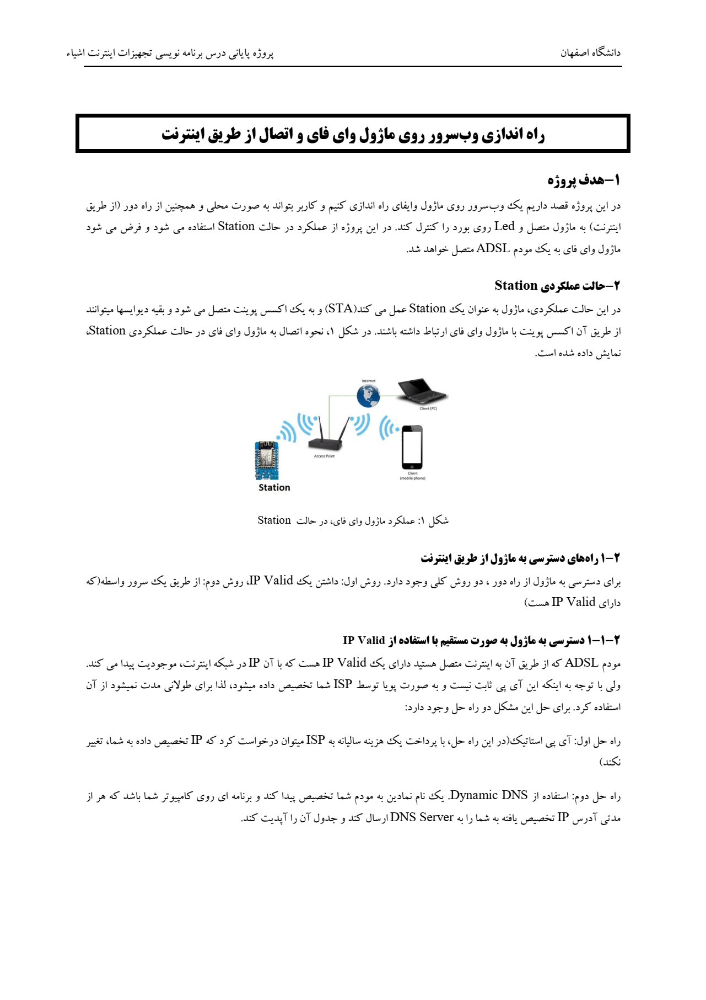 دانشگاه اصفهان
پروژه پایانی درس برنامه نویسی تجهیزات اینترنت اشیاء
راه اندازی وب‌سرور روی ماژول وای فای و اتصال از طریق اینترنت
۱-هدف پروژه
در این پروژه قصد داریم یک وب‌سرور روی ماژول وایفای راه اندازی کنیم و کاربر بتواند به صورت محلی و همچنین از راه دور (از طریق
اینترنت) به ماژول متصل و Led روی بورد را کنترل کند. در این پروژه از عملکرد در حالت Station استفاده می شود و فرض می شود
ماژول وای فای به یک مودم ADSL متصل خواهد شد.
۲-حالت عملکردی Station
در این حالت عملکردی، ماژول به عنوان یک Station عمل می کند(STA) و به یک اکسس پوینت متصل می شود و بقیه دیوایسها میتوانند
از طریق آن اکسس پوینت با ماژول وای فای ارتباط داشته باشند. در شکل ۱، نحوه اتصال به ماژول وای فای در حالت عملکردی Station،
نمایش داده شده است.
Internet
Client (PC)
Access Point
Client
(mobile phone)
Station
شکل ۱: عملکرد ماژول وای فای، در حالت Station
۲-۱ راه‌های دسترسی به ماژول از طریق اینترنت
برای دسترسی به ماژول از راه دور ، دو روش کلی وجود دارد. روش اول: داشتن یک IP Valid، روش دوم: از طریق یک سرور واسطه(که
دارای IP Valid هست)
۲-۱-۱ دسترسی به ماژول به صورت مستقیم با استفاده از IP Valid
مودم ADSL که از طریق آن به اینترنت متصل هستید دارای یک IP Valid هست که با آن IP در شبکه اینترنت، موجودیت پیدا می کند.
ولی با توجه به اینکه این آی پی ثابت نیست و به صورت پویا توسط ISP شما تخصیص داده میشود، لذا برای طولانی مدت نمیشود از آن
استفاده کرد. برای حل این مشکل دو راه حل وجود دارد:
راه حل اول: آی پی استاتیک(در این راه حل، با پرداخت یک هزینه سالیانه به ISP میتوان درخواست کرد که IP تخصیص داده به شما، تغییر
نکند)
راه حل دوم: استفاده از Dynamic DNS. یک نام نمادین به مودم شما تخصیص پیدا کند و برنامه ای روی کامپیوتر شما باشد که هر از
مدتی آدرس IP تخصیص یافته به شما را به DNS Server ارسال کند و جدول آن را آپدیت کند.